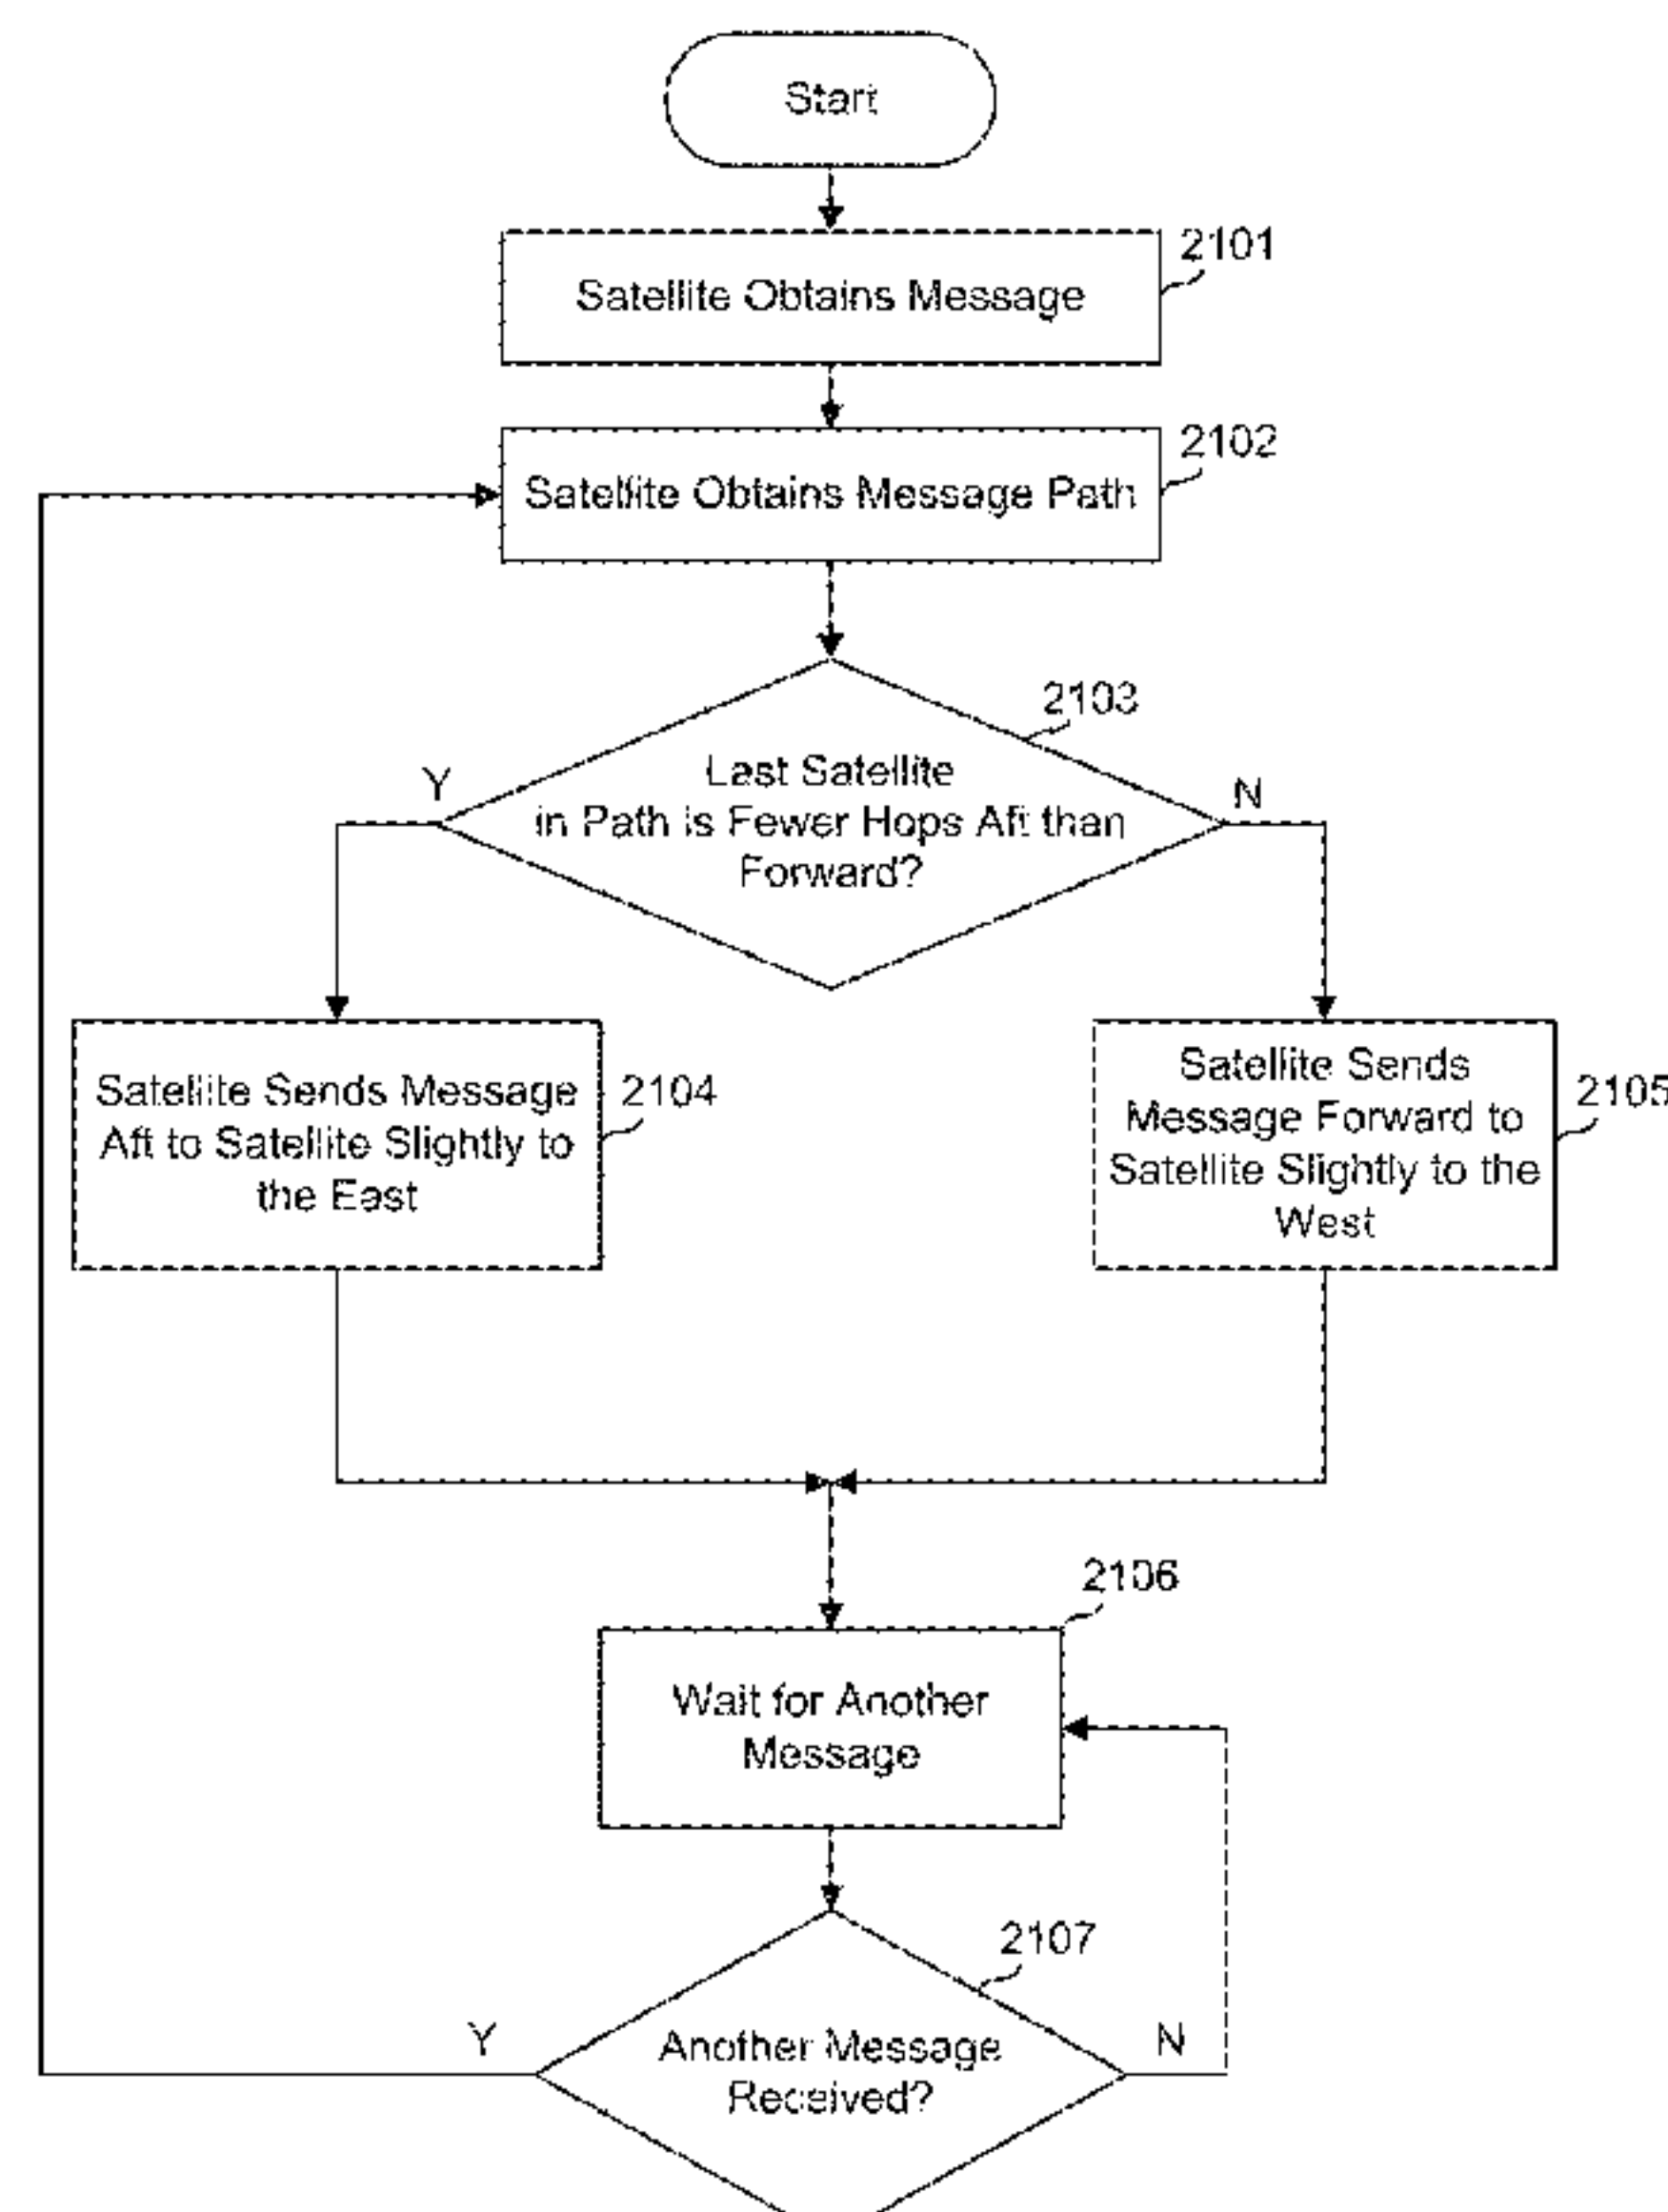 Start
2101
Satellite Obtains Message
2102
Satellite Obtains Message Path
2103
Y
N
Last Satellite
in Path is Fewer Hops Aft than
Forward?
Satellite Sends Message
Aft to Satellite Slightly to
the East
2104
Satellite Sends
Message Forward to
Satellite Slightly to the
West
2105
2106
Wait for Another
Message
2107
Y
N
Another Message
Received?